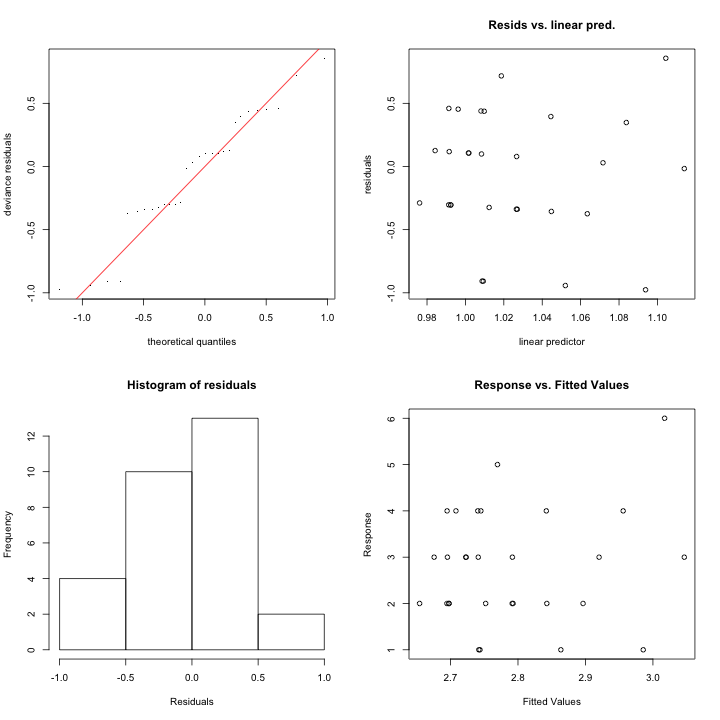 deviance residuals
-1.0 -0.5 0.0 0.5
-1.0 -0.5 0.0 0.5 1.0
theoretical quantiles
Resids vs. linear pred.
residuals
-1.0 -0.5 0.0 0.5
0.98 1.00 1.02 1.04 1.06 1.08 1.10
linear predictor
Histogram of residuals
Frequency
0 2 4 6 8 10 12
-1.0 -0.5 0.0 0.5 1.0
Residuals
Response vs. Fitted Values
Response
1 2 3 4 5 6
2.7 2.8 2.9 3.0
Fitted Values